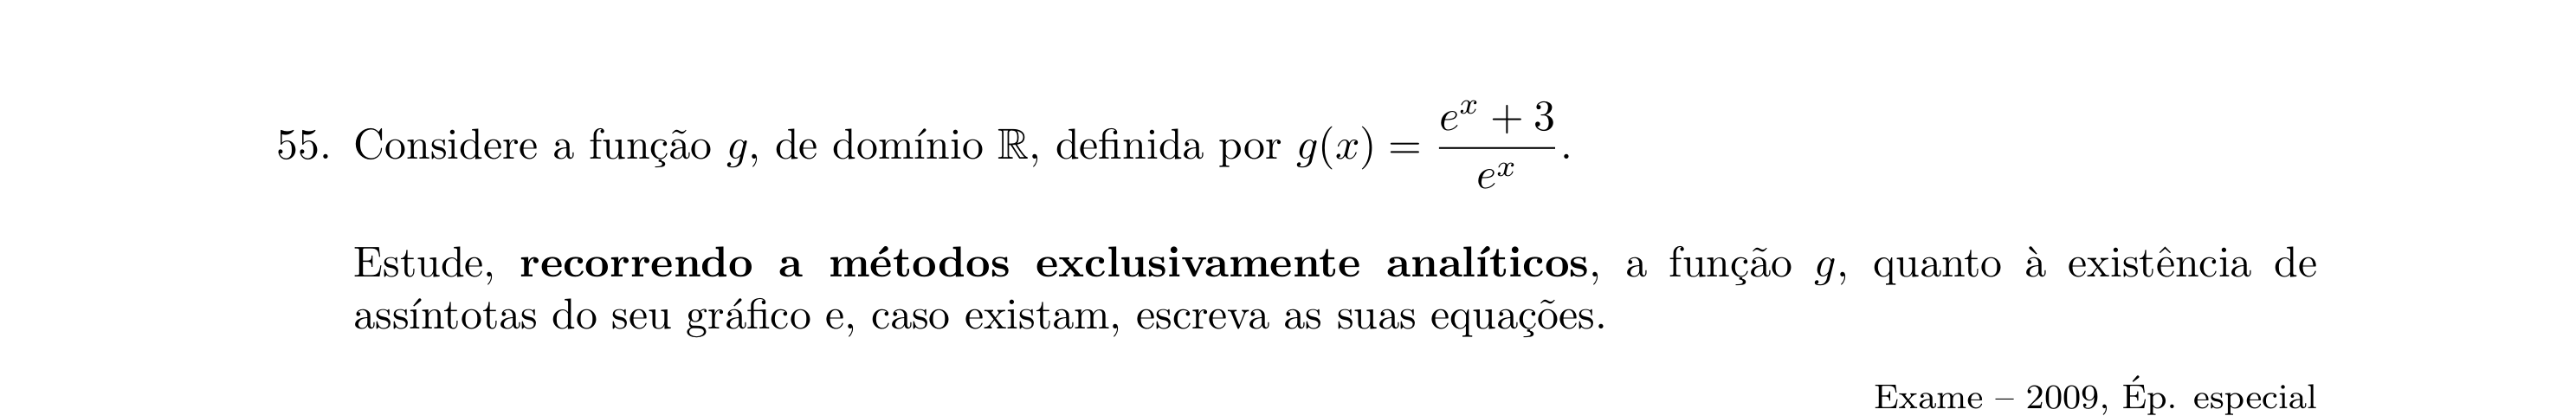 55. Considere a função g, de domínio ℝ, definida por g(x) = \frac{e^x + 3}{e^x}.
Estude, recorrendo a métodos exclusivamente analíticos, a função g, quanto à existência de
assíntotas do seu gráfico e, caso existam, escreva as suas equações.
Exame – 2009, Ép. especial